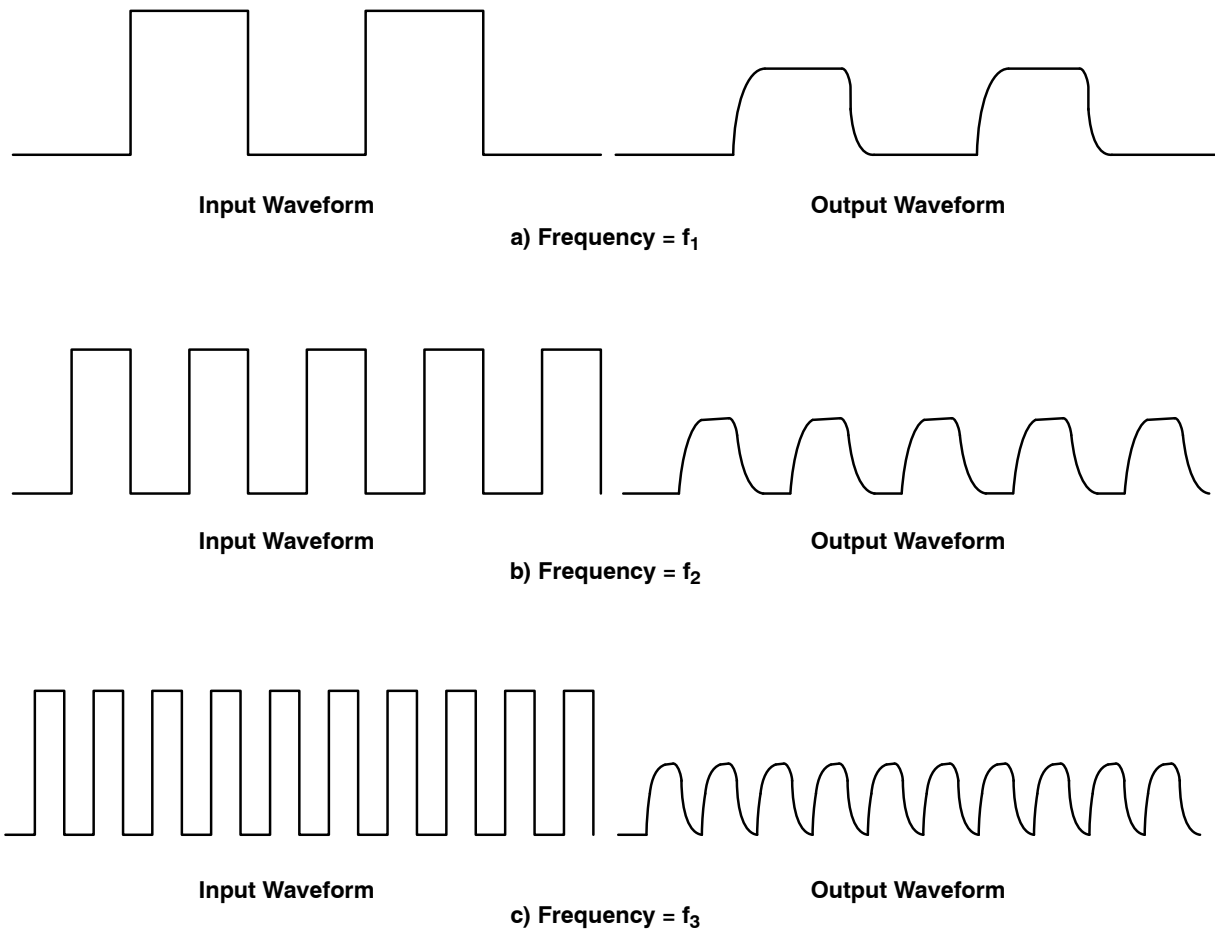 Input Waveform
Output Waveform
a) Frequency = f₁
Input Waveform
Output Waveform
b) Frequency = f₂
Input Waveform
Output Waveform
c) Frequency = f₃